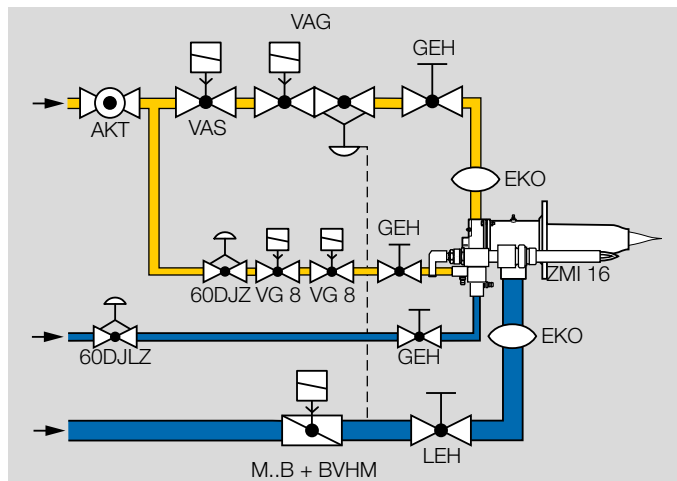 VAG
GEH
AKT
VAS
EKO
GEH
60DJZ
VG 8
VG 8
ZMI 16
60DJLZ
GEH
EKO
M..B + BVHM
LEH